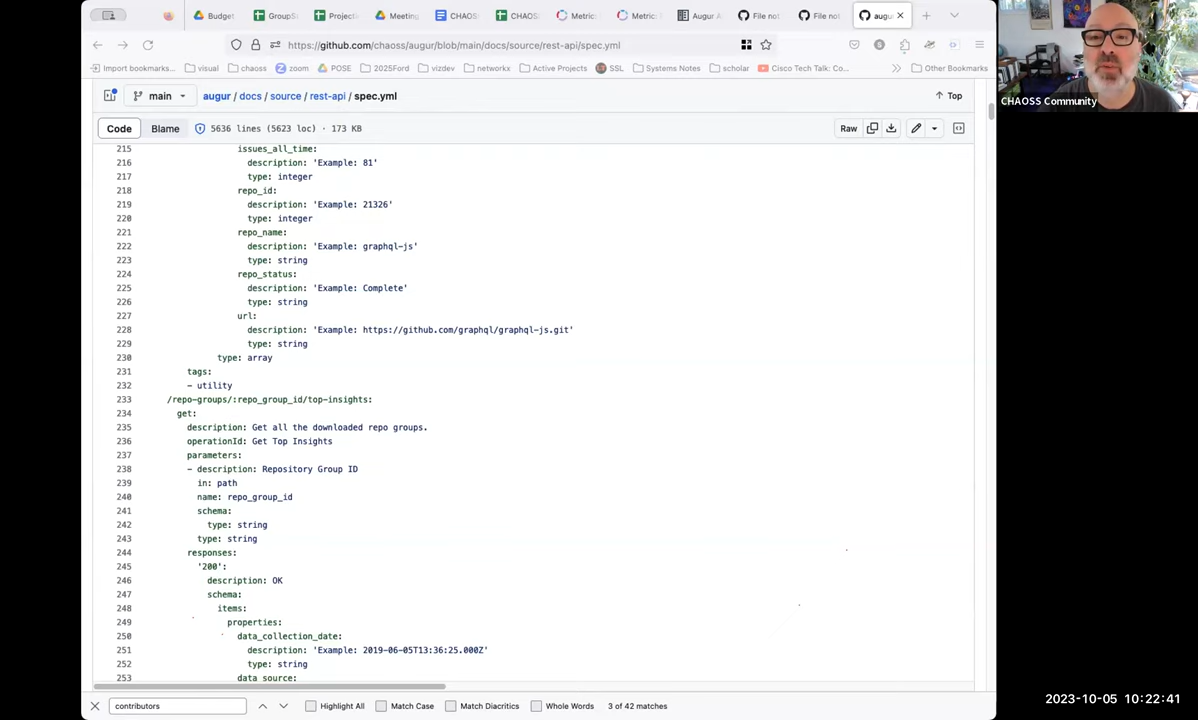 Budget
GroupS
Projecti
Meeting
CHAOS
CHAOS
Metric
Metric
Augur A
File not
File not
augu
https://github.com/chaoss/augur/blob/main/docs/source/rest-api/spec.yml
Import bookmarks...
visual
chaoss
zoom
POSE
2025Ford
vizdev
networkx
Active Projects
SSL
Systems Notes
scholar
Cisco Tech Talk: Co...
Other Bookmarks
CHAOSS Community
main
augur / docs / source / rest-api / spec.yml
Top
Code
Blame
5636 lines (5623 loc) · 173 KB
Raw
215 issues_all_time:
216 description: 'Example: 81'
217 type: integer
218 repo_id:
219 description: 'Example: 21326'
220 type: integer
221 repo_name:
222 description: 'Example: graphql-js'
223 type: string
224 repo_status:
225 description: 'Example: Complete'
226 type: string
227 url:
228 description: 'Example: https://github.com/graphql/graphql-js.git'
229 type: string
230 type: array
231 tags:
232 - utility
233 /repo-groups/:repo_group_id/top-insights:
234 get:
235 description: Get all the downloaded repo groups.
236 operationId: Get Top Insights
237 parameters:
238 - description: Repository Group ID
239 in: path
240 name: repo_group_id
241 schema:
242 type: string
243 type: string
244 responses:
245 '200':
246 description: OK
247 schema:
248 items:
249 properties:
250 data_collection_date:
251 description: 'Example: 2019-06-05T13:36:25.000Z'
252 type: string
253 data_source:
contributors
Highlight All
Match Case
Match Diacritics
Whole Words
3 of 42 matches
2023-10-05 10:22:41